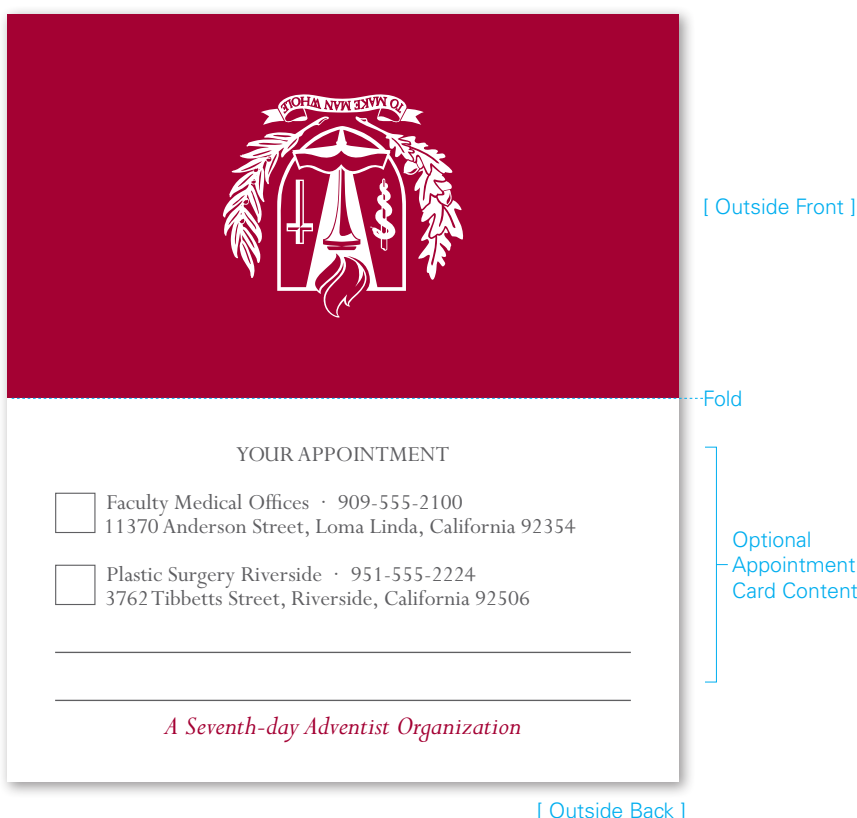 TO MAKE MAN WHOLE
[ Outside Front ]
Fold
YOUR APPOINTMENT
Faculty Medical Offices · 909-555-2100
11370 Anderson Street, Loma Linda, California 92354
Plastic Surgery Riverside · 951-555-2224
3762 Tibbetts Street, Riverside, California 92506
Optional
Appointment
Card Content
A Seventh-day Adventist Organization
[ Outside Back ]